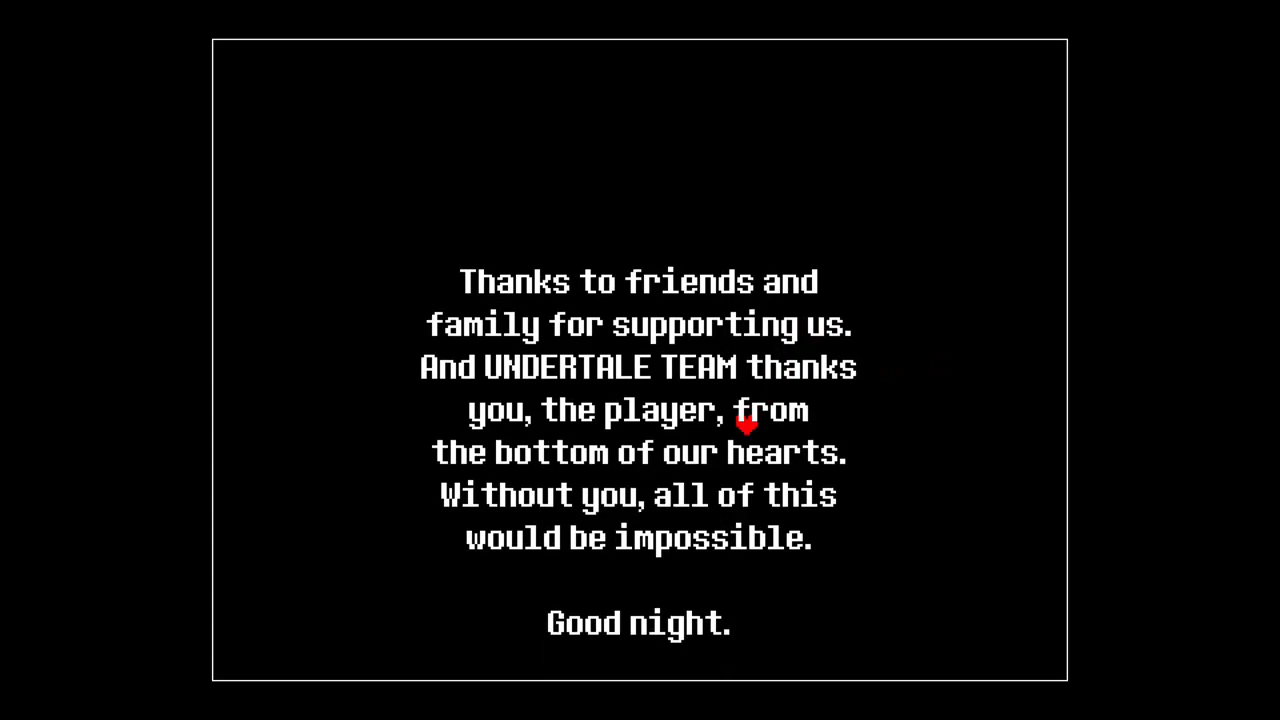 Thanks to friends and
family for supporting us.
And UNDERTALE TEAM thanks
you, the player, from
the bottom of our hearts.
Without you, all of this
would be impossible.
Good night.